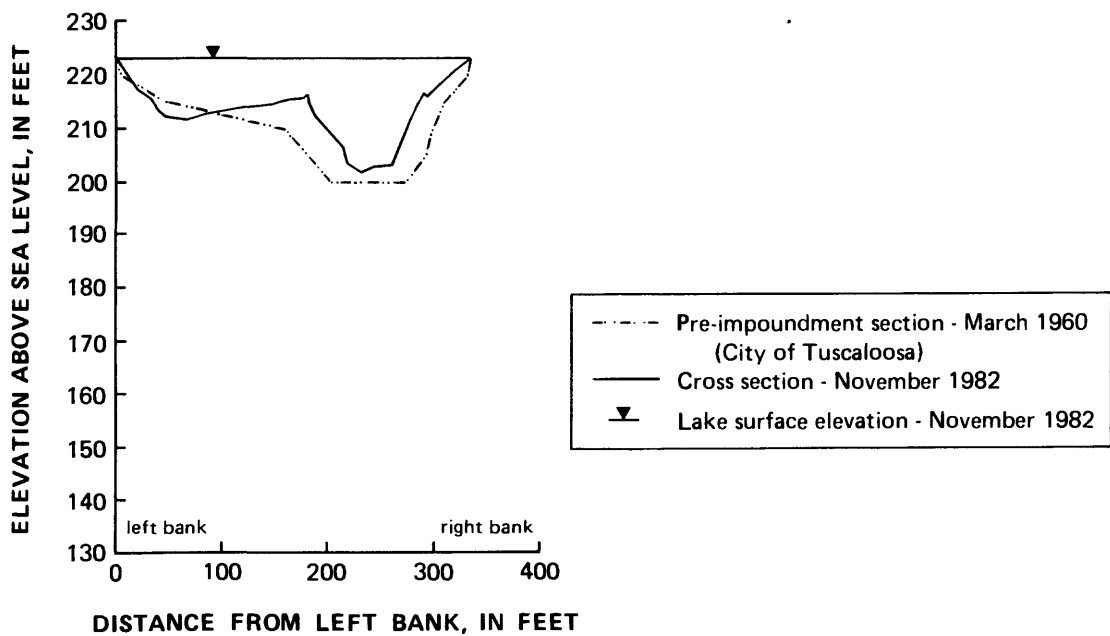 ELEVATION ABOVE SEA LEVEL, IN FEET
230
220
210
200
190
180
170
160
150
140
130
left bank
right bank
0
100
200
300
400
DISTANCE FROM LEFT BANK, IN FEET
Pre-impoundment section - March 1960
(City of Tuscaloosa)
Cross section - November 1982
Lake surface elevation - November 1982